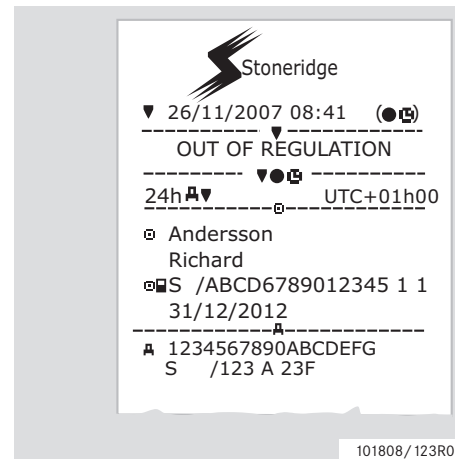 Stoneridge
26/11/2007 08:41
OUT OF REGULATION
24h UTC+01h00
Andersson
Richard
S /ABCD6789012345 1 1
31/12/2012
1234567890ABCDEFG
S /123 A 23F
101808/123R0